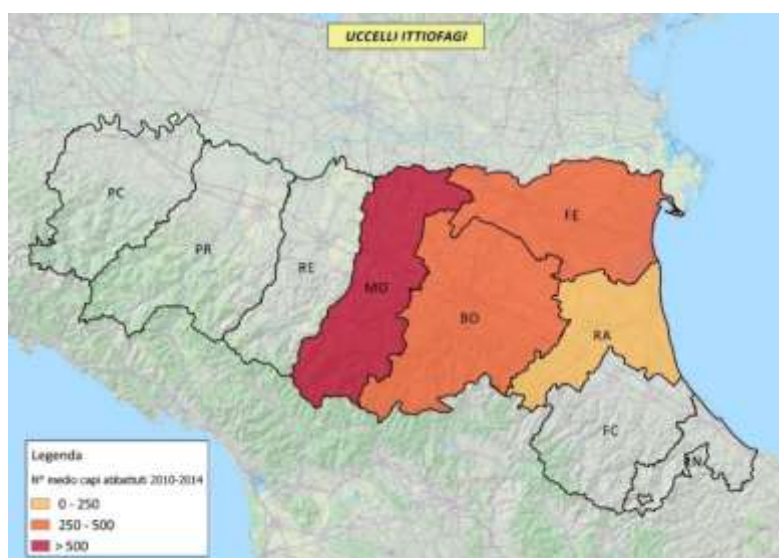 UCCELLI ITTIOFAGI
PC
PR
RE
MO
FE
BO
RA
FC
RN
Legenda
N° medio capi abbattuti 2010-2014
0 - 250
250 - 500
> 500